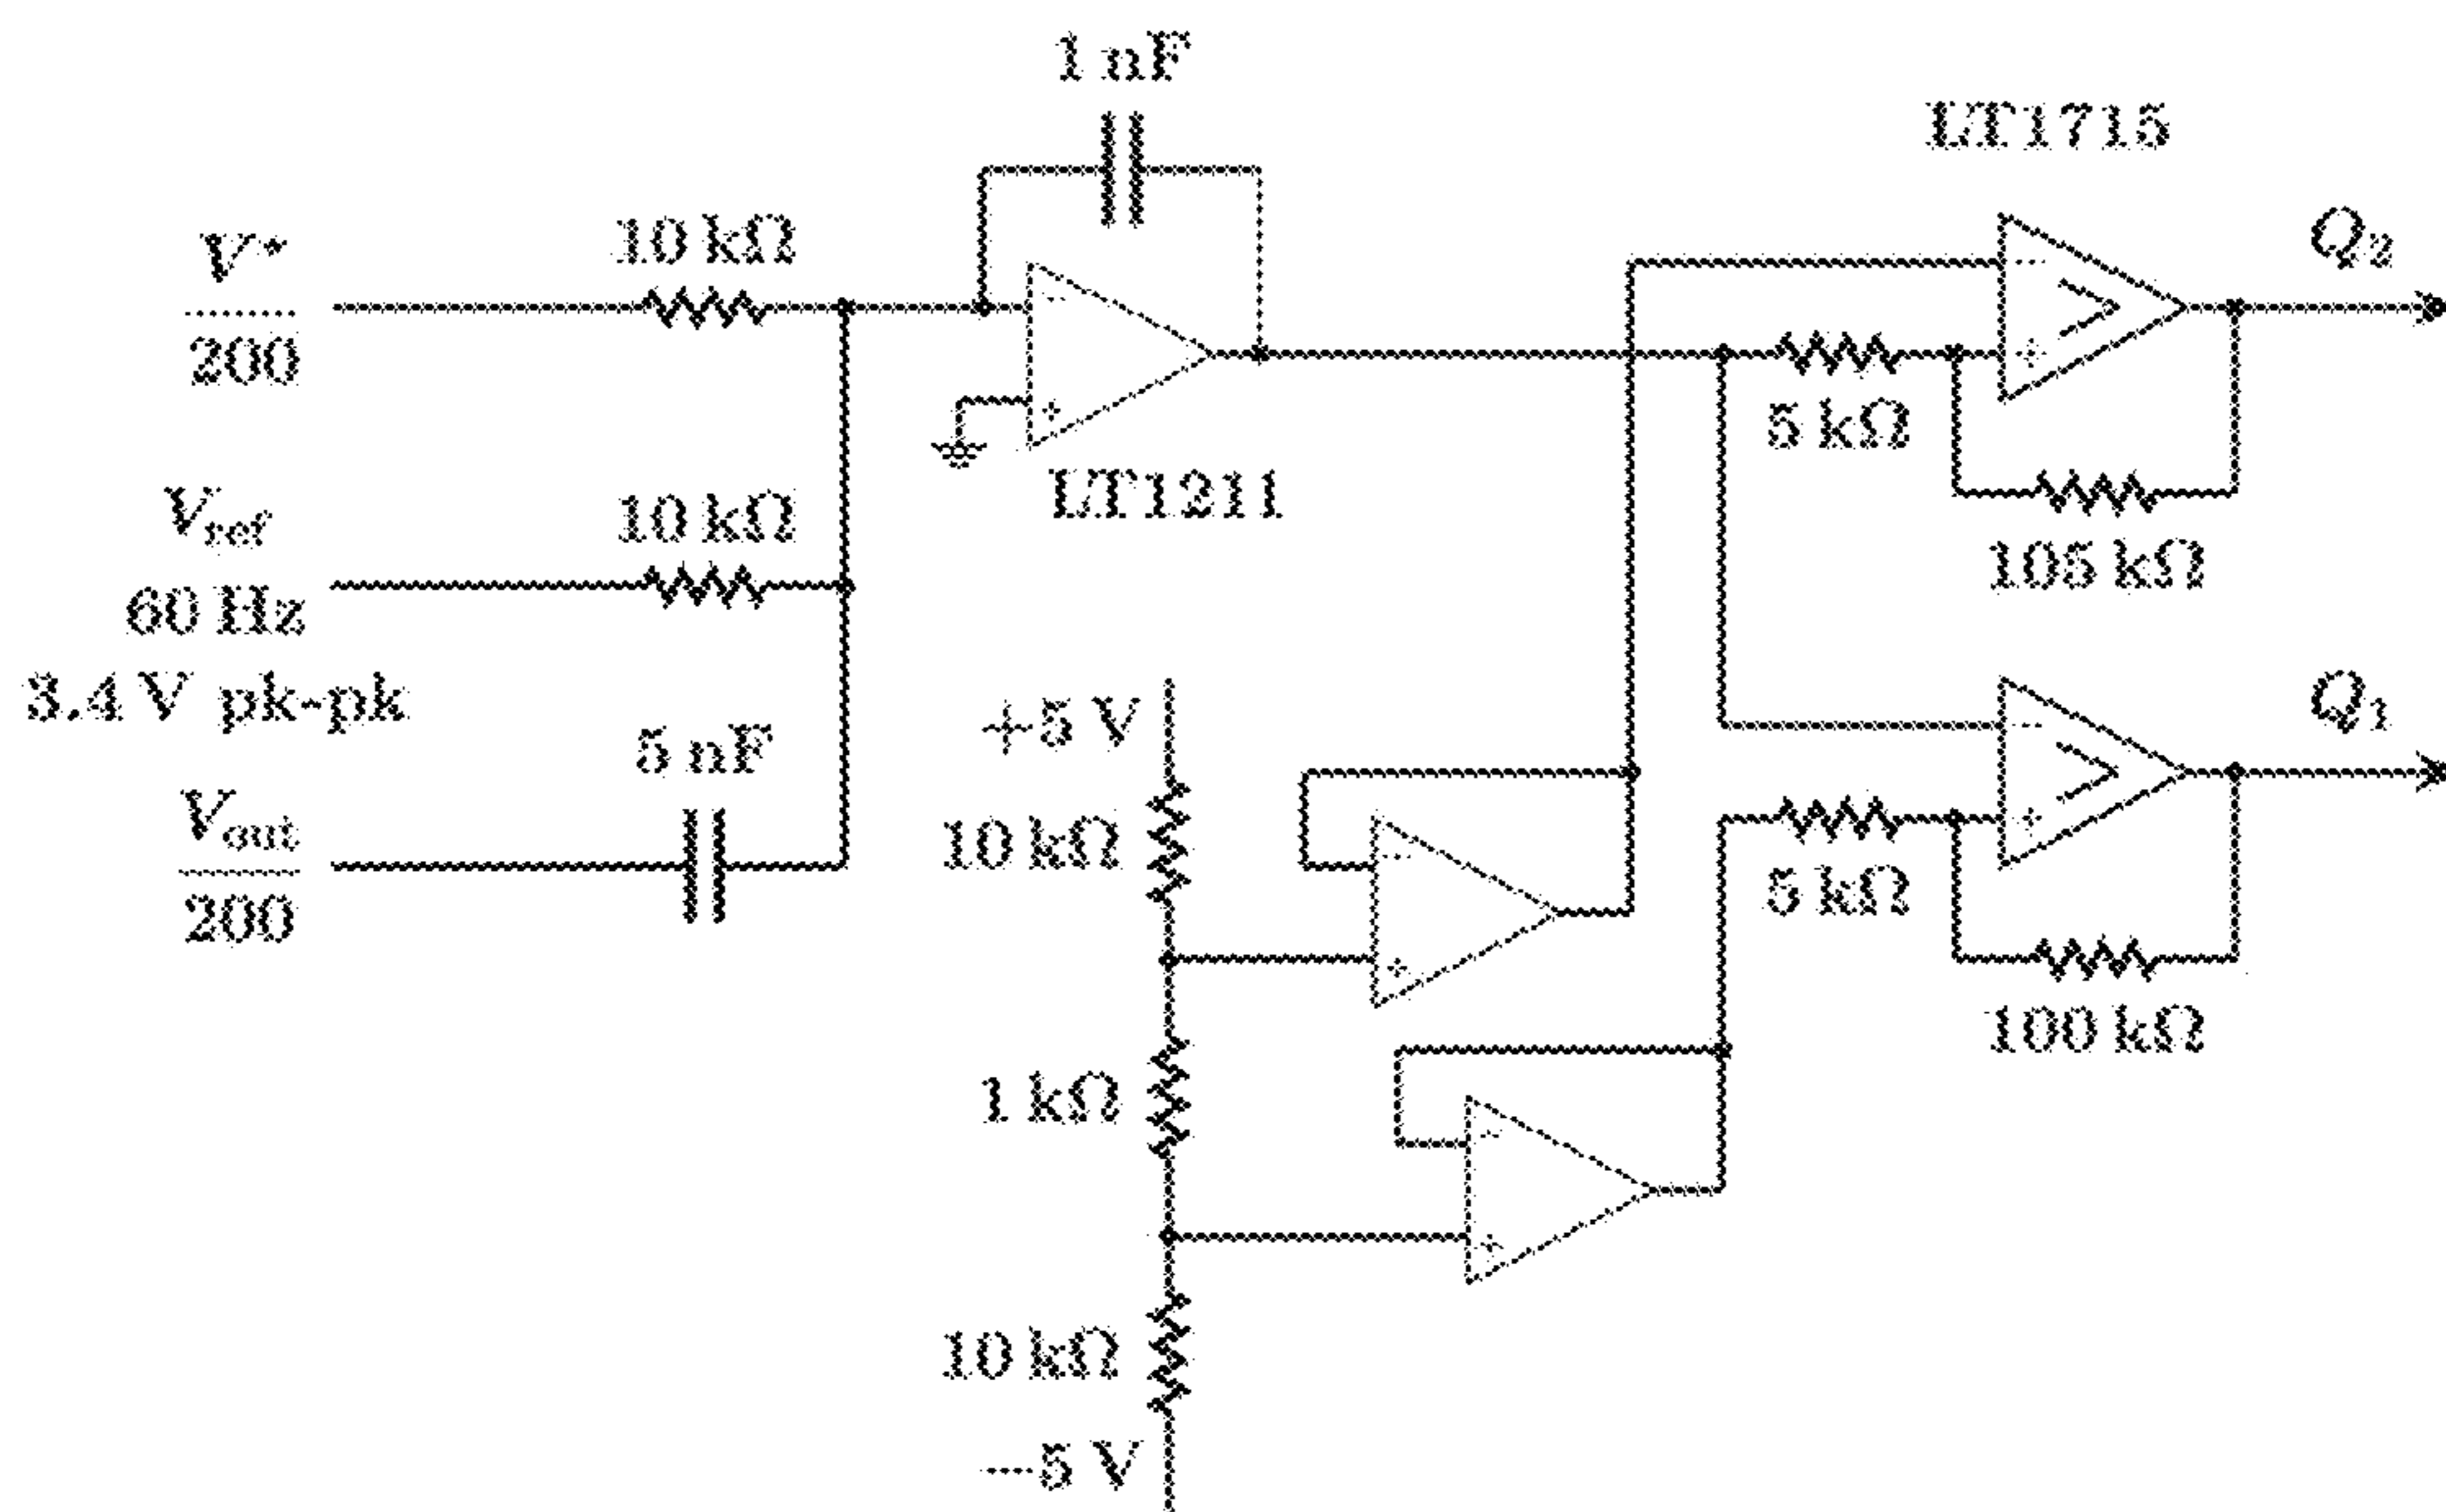 1 nF
LT1715
V*
200
10 kΩ
Q₂
5 kΩ
LT1211
V_ref
60 Hz
3.4 V pk-pk
10 kΩ
105 kΩ
V_out
200
5 nF
+5 V
10 kΩ
Q₁
5 kΩ
100 kΩ
1 kΩ
10 kΩ
−5 V